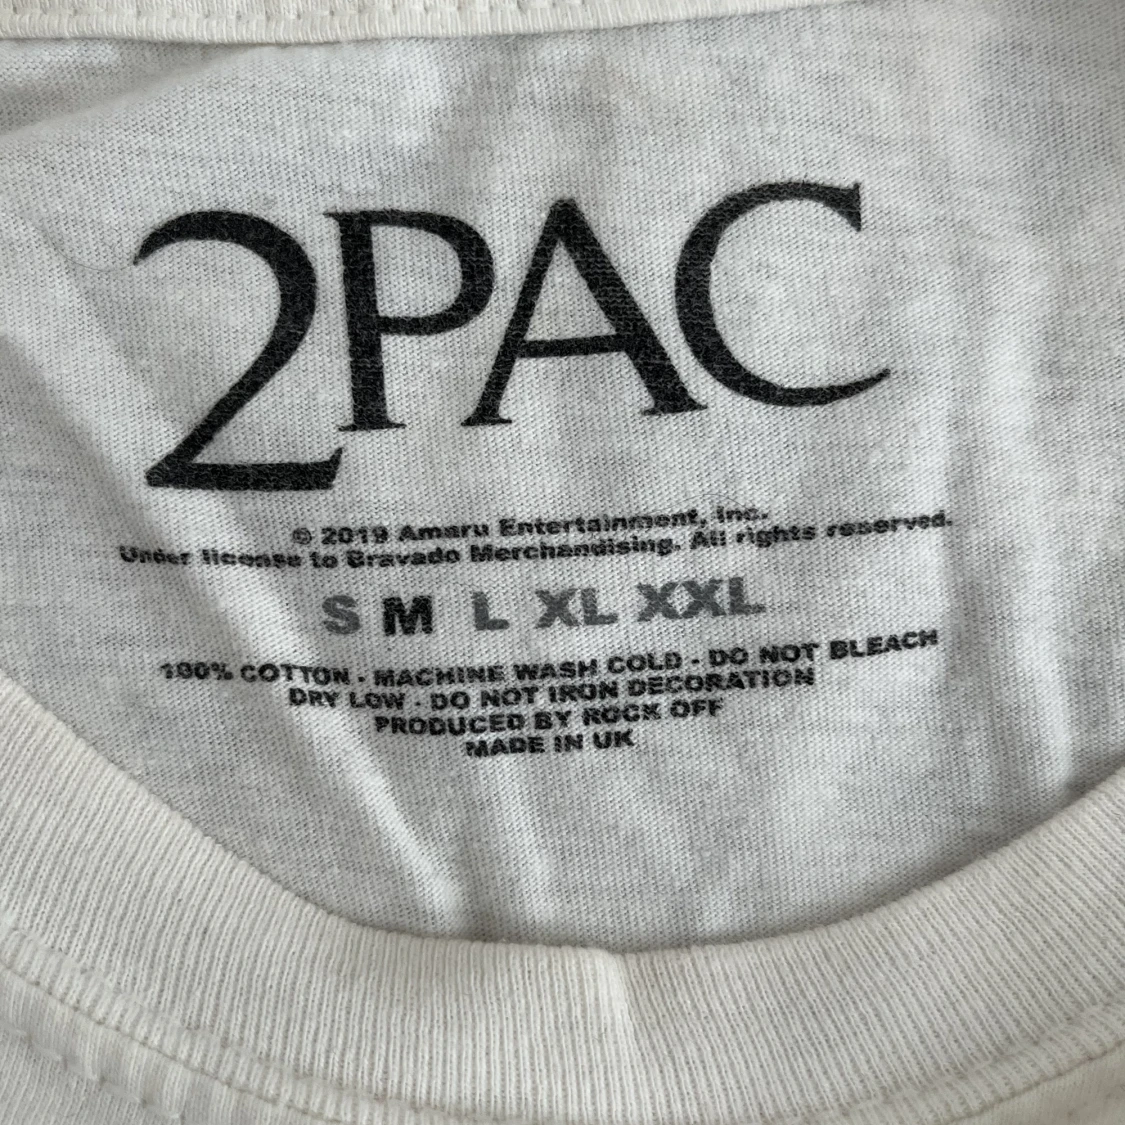 2PAC
© 2019 Amaru Entertainment, Inc.
Under license to Bravado Merchandising. All rights reserved.
S M L XL XXL
100% COTTON · MACHINE WASH COLD · DO NOT BLEACH
DRY LOW · DO NOT IRON DECORATION
PRODUCED BY ROCK OFF
MADE IN UK